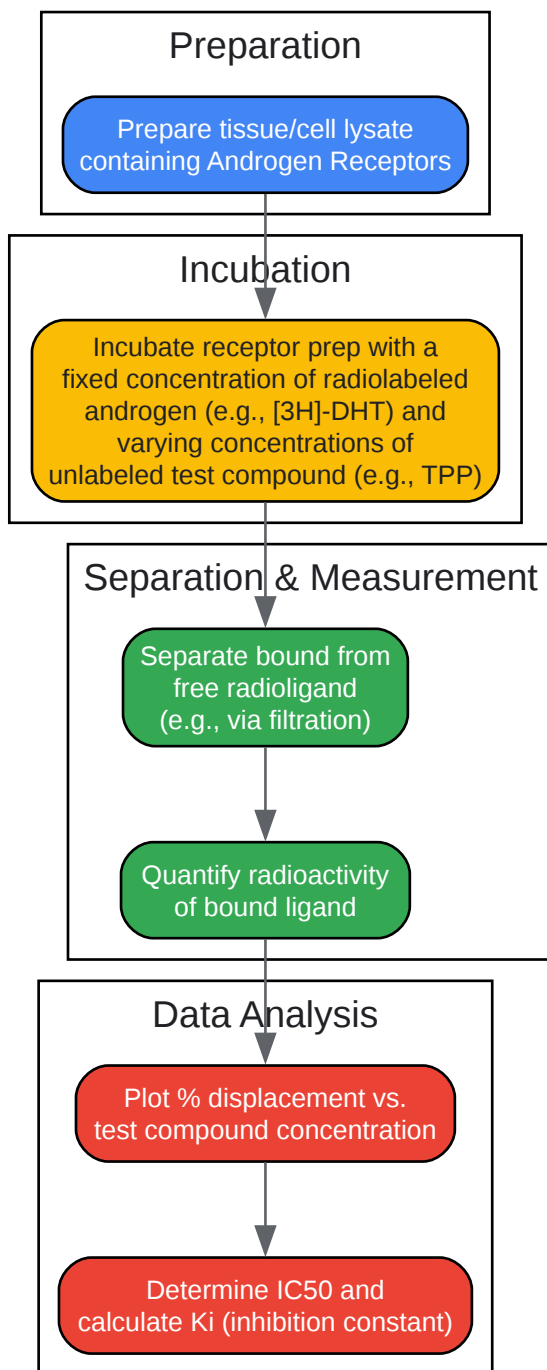 Preparation
Prepare tissue/cell lysate
containing Androgen Receptors
Incubation
Incubate receptor prep with a
fixed concentration of radiolabeled
androgen (e.g., [3H]-DHT) and
varying concentrations of
unlabeled test compound (e.g., TPP)
Separation & Measurement
Separate bound from
free radioligand
(e.g., via filtration)
Quantify radioactivity
of bound ligand
Data Analysis
Plot % displacement vs.
test compound concentration
Determine IC50 and
calculate Ki (inhibition constant)